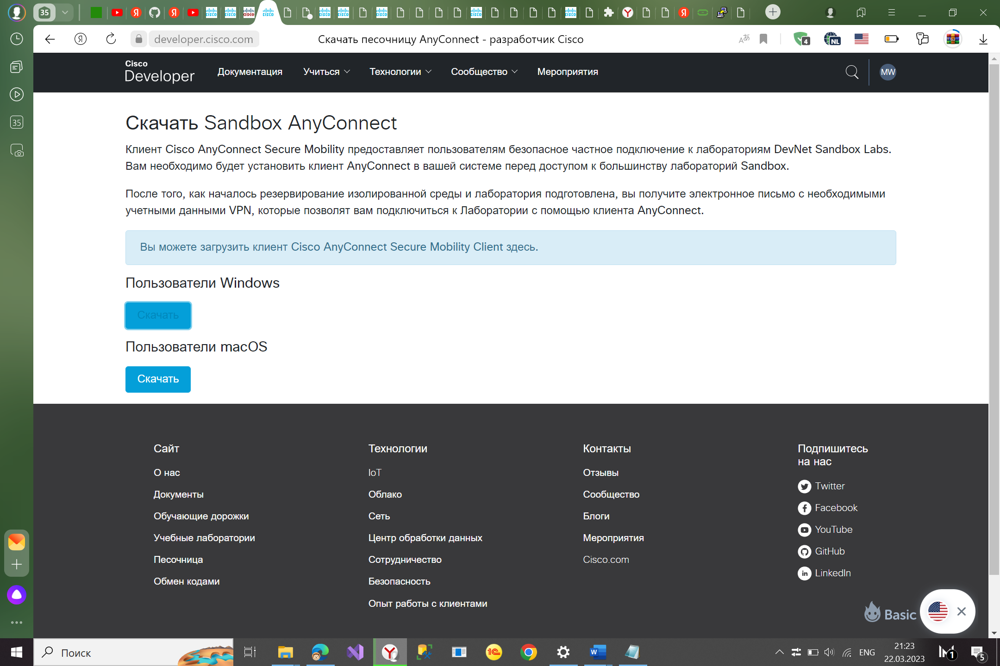 35
developer.cisco.com
Скачать песочницу AnyConnect - разработчик Cisco
4
NL
Cisco
Developer
Документация
Учиться
Технологии
Сообщество
Мероприятия
MW
35
Скачать Sandbox AnyConnect
Клиент Cisco AnyConnect Secure Mobility предоставляет пользователям безопасное частное подключение к лабораториям DevNet Sandbox Labs.
Вам необходимо будет установить клиент AnyConnect в вашей системе перед доступом к большинству лабораторий Sandbox.
После того, как началось резервирование изолированной среды и лаборатория подготовлена, вы получите электронное письмо с необходимыми
учетными данными VPN, которые позволят вам подключиться к Лаборатории с помощью клиента AnyConnect.
Вы можете загрузить клиент Cisco AnyConnect Secure Mobility Client здесь.
Пользователи Windows
Скачать
Пользователи macOS
Скачать
Сайт
О нас
Документы
Обучающие дорожки
Учебные лаборатории
Песочница
Обмен кодами
Технологии
IoT
Облако
Сеть
Центр обработки данных
Сотрудничество
Безопасность
Опыт работы с клиентами
Контакты
Отзывы
Сообщество
Блоги
Мероприятия
Cisco.com
Подпишитесь
на нас
Twitter
Facebook
YouTube
GitHub
LinkedIn
Basic
Поиск
ENG
21:23
22.03.2023
1
5